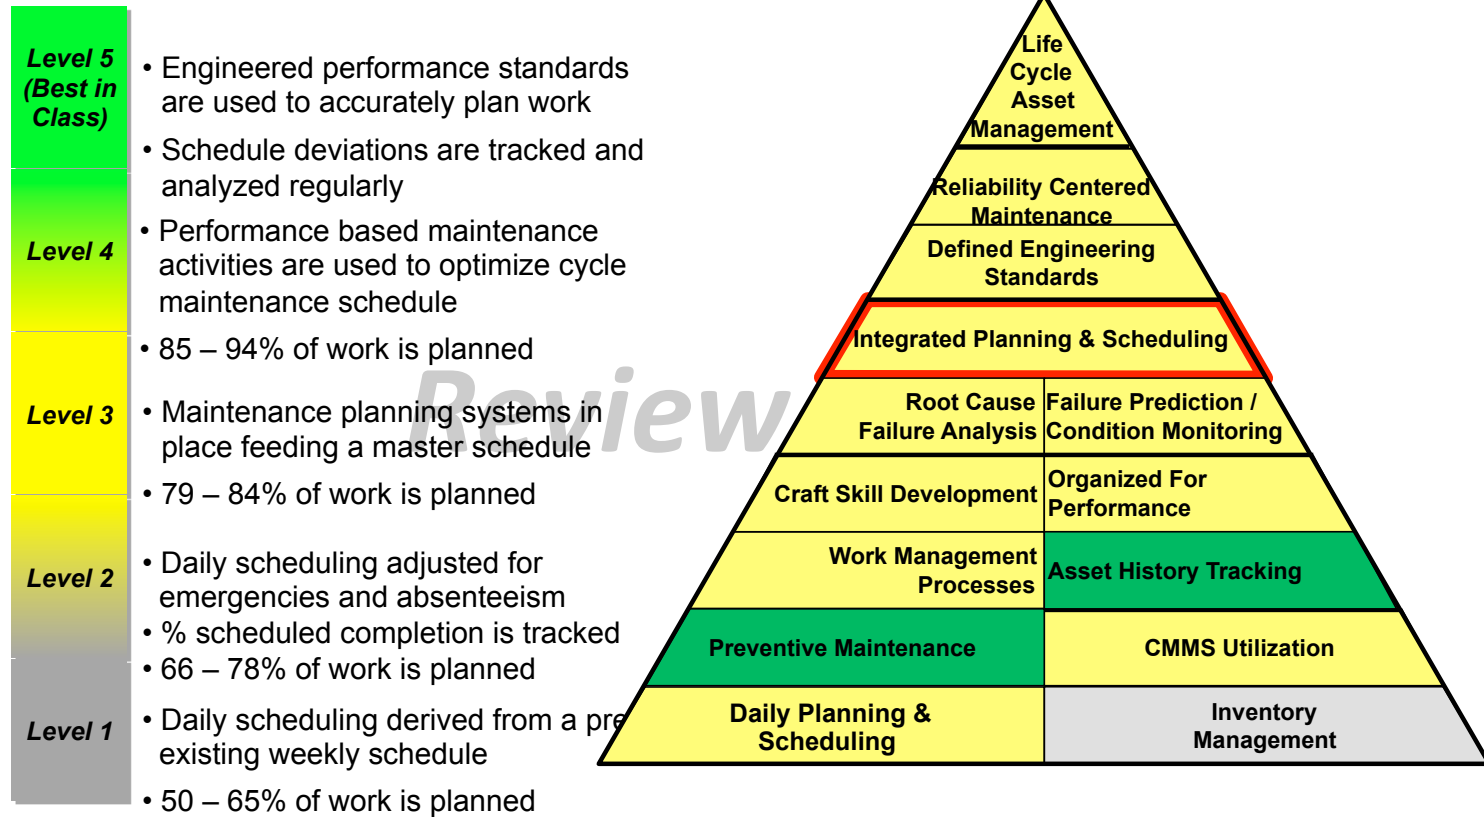 Level 5
(Best in
Class)
• Engineered performance standards
are used to accurately plan work
• Schedule deviations are tracked and
analyzed regularly
Level 4
• Performance based maintenance
activities are used to optimize cycle
maintenance schedule
• 85 – 94% of work is planned
Level 3
• Maintenance planning systems in
place feeding a master schedule
• 79 – 84% of work is planned
Level 2
• Daily scheduling adjusted for
emergencies and absenteeism
• % scheduled completion is tracked
• 66 – 78% of work is planned
Level 1
• Daily scheduling derived from a pre
existing weekly schedule
• 50 – 65% of work is planned
Review
Life
Cycle
Asset
Management
Reliability Centered
Maintenance
Defined Engineering
Standards
Integrated Planning & Scheduling
Root Cause
Failure Analysis
Failure Prediction /
Condition Monitoring
Craft Skill Development
Organized For
Performance
Work Management
Processes
Asset History Tracking
Preventive Maintenance
CMMS Utilization
Daily Planning &
Scheduling
Inventory
Management